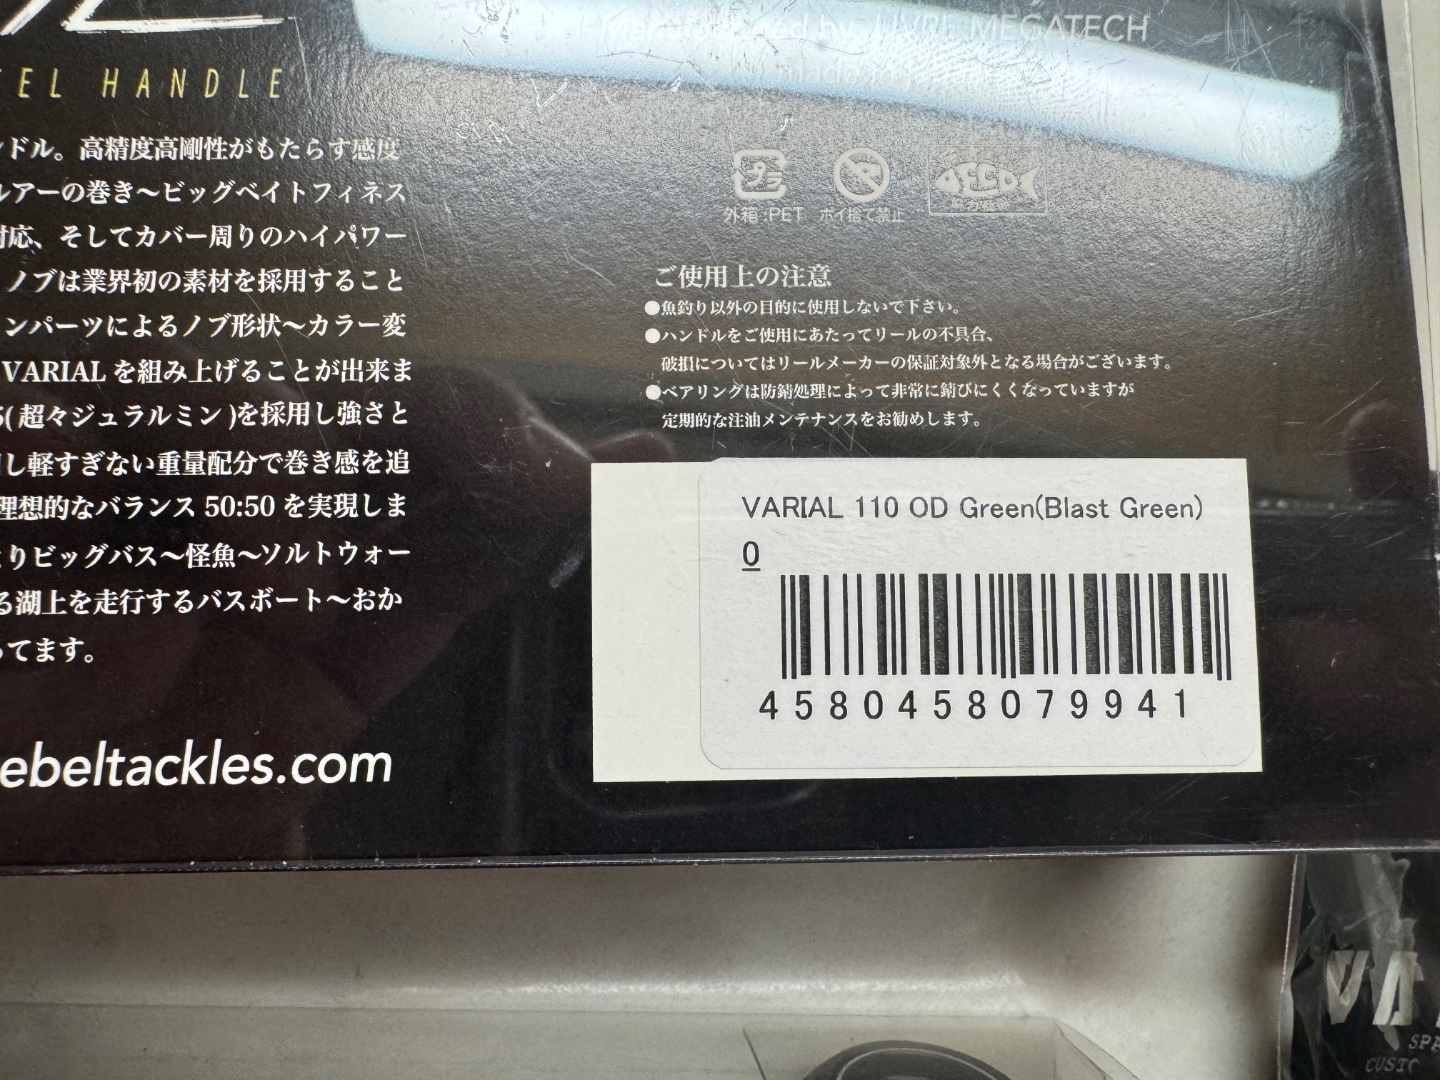 EEL HANDLE
LIVRE MEGATECH
ンドル。高精度高剛性がもたらす感度
ルアーの巻き～ビッグベイトフィネス
対応、そしてカバー周りのハイパワー
ノブは業界初の素材を採用すること
ンパーツによるノブ形状～カラー変
VARIALを組み上げることが出来ま
(超々ジュラルミン)を採用し強さと
し軽すぎない重量配分で巻き感を追
理想的なバランス 50:50 を実現しま
りビッグバス～怪魚～ソルトウォー
る湖上を走行するバスボート～おか
ってます。
ebeltackles.com
プラ
外箱:PET ポイ捨て禁止
ご使用上の注意
●魚釣り以外の目的に使用しないで下さい。
●ハンドルをご使用にあたってリールの不具合、
破損についてはリールメーカーの保証対象外となる場合がございます。
●ベアリングは防錆処理によって非常に錆びにくくなっていますが
定期的な注油メンテナンスをお勧めします。
VARIAL 110 OD Green(Blast Green)
0
4580458079941